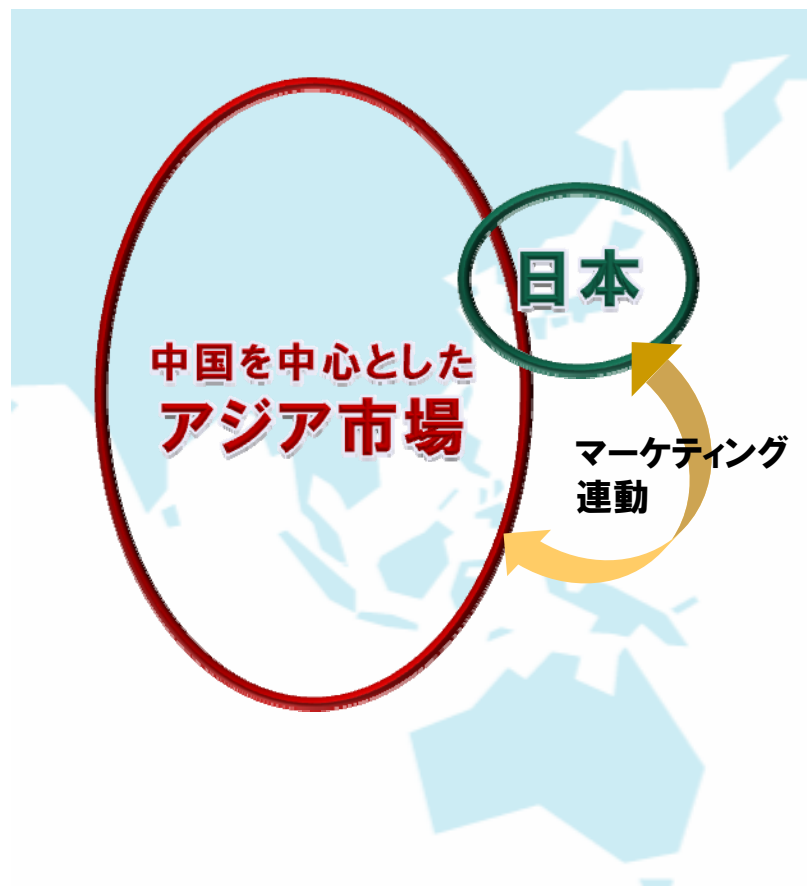 日本
中国を中心とした
アジア市場
マーケティング
連動